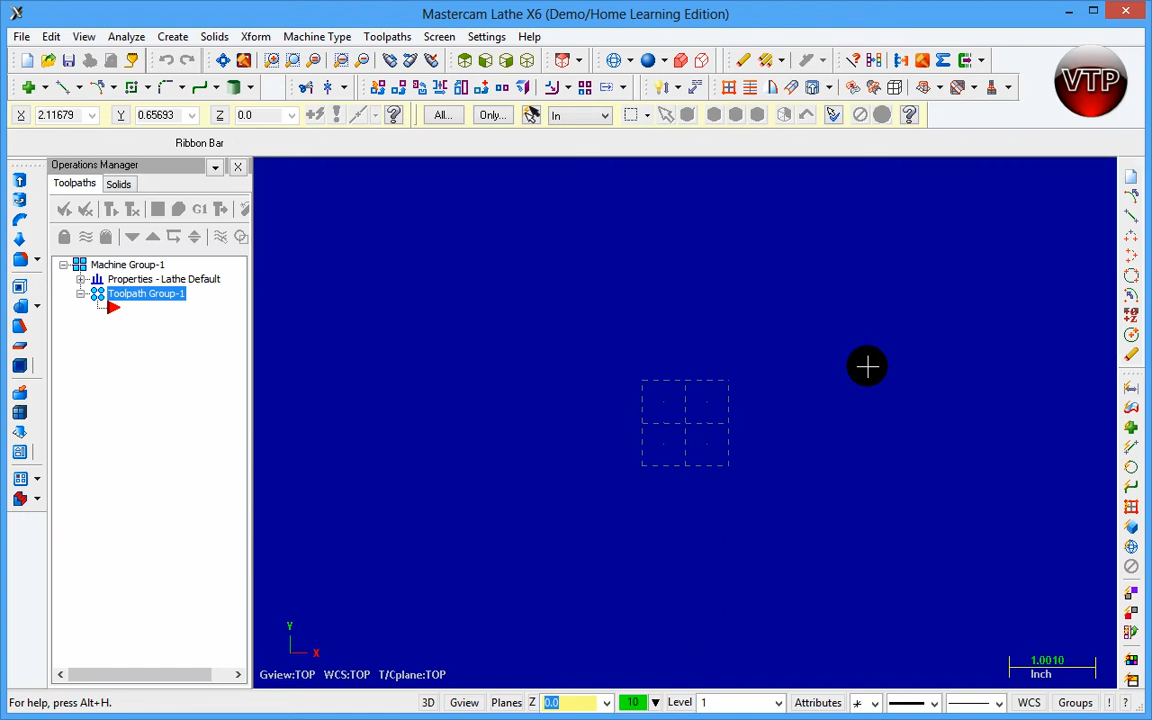 Mastercam Lathe X6 (Demo/Home Learning Edition)
File Edit View Analyze Create Solids Xform Machine Type Toolpaths Screen Settings Help
VTP
X 2.11679 Y 0.65693 Z 0.0 All... Only... In
Ribbon Bar
Operations Manager
Toolpaths Solids
G1
Machine Group-1
Properties - Lathe Default
Toolpath Group-1
Y
X
1.0010
Inch
Gview:TOP WCS:TOP T/Cplane:TOP
For help, press Alt+H. 3D Gview Planes Z 0.0 10 Level 1 Attributes WCS Groups ! ?